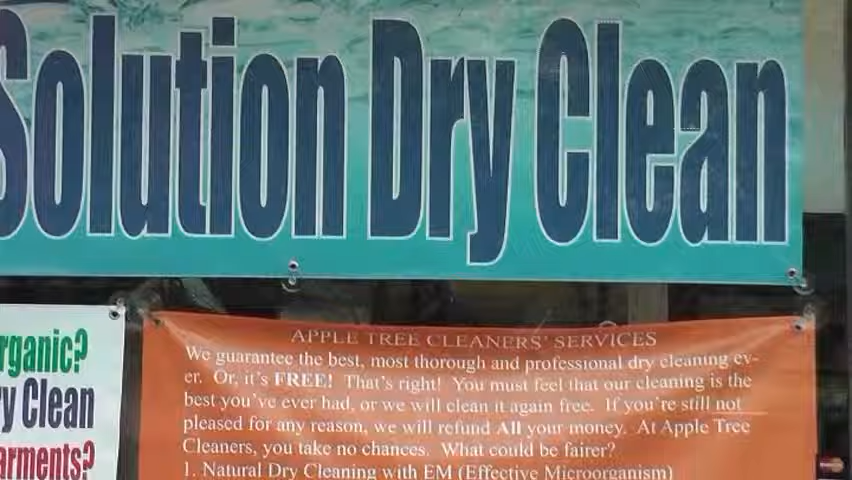 Solution Dry Clean
rganic?
ry Clean
arments?
APPLE TREE CLEANERS' SERVICES
We guarantee the best, most thorough and professional dry cleaning ev-
er. Or, it's FREE! That's right! You must feel that our cleaning is the
best you've ever had, or we will clean it again free. If you're still not
pleased for any reason, we will refund All your money. At Apple Tree
Cleaners, you take no chances. What could be fairer?
1. Natural Dry Cleaning with EM (Effective Microorganism)